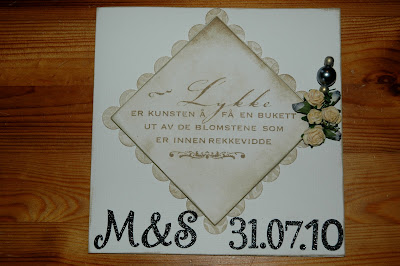 Lykke
ER KUNSTEN Å FÅ EN BUKETT
UT AV DE BLOMSTENE SOM
ER INNEN REKKEVIDDE
M&S 31.07.10